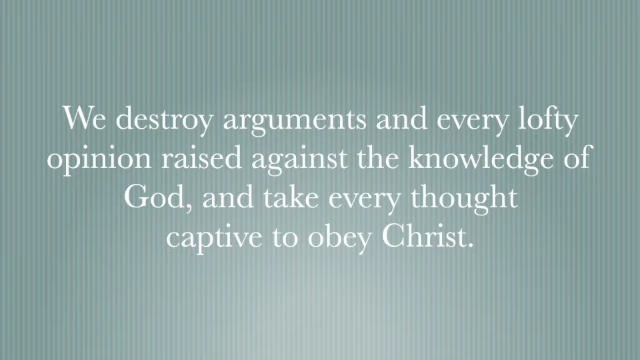 We destroy arguments and every lofty
opinion raised against the knowledge of
God, and take every thought
captive to obey Christ.